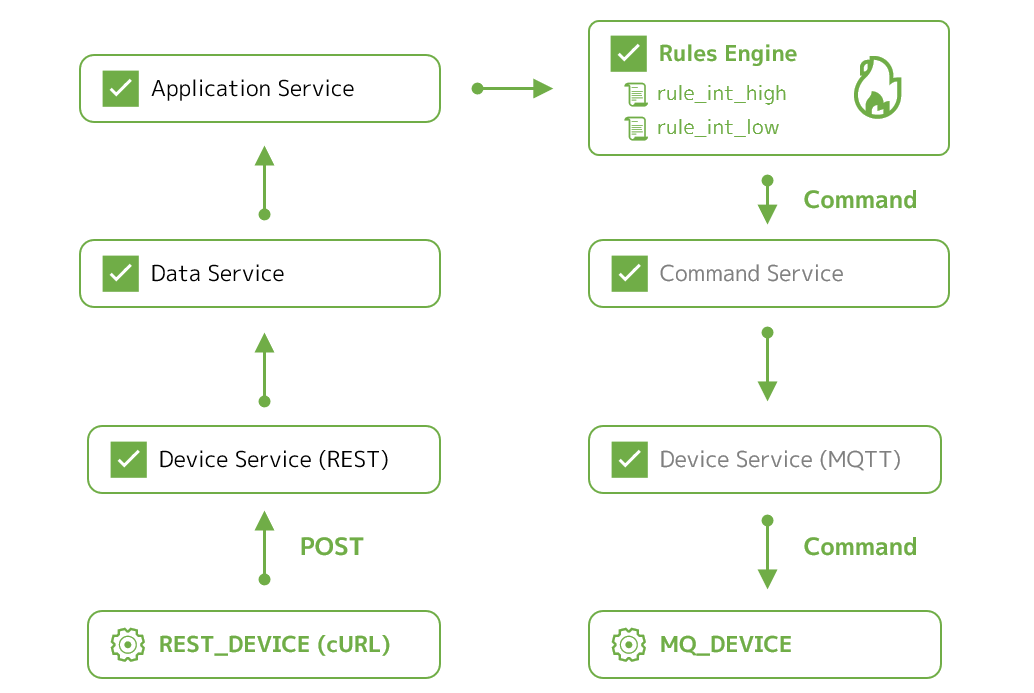 Application Service
Rules Engine
rule_int_high
rule_int_low
Command
Data Service
Command Service
Device Service (REST)
Device Service (MQTT)
POST
Command
REST_DEVICE (cURL)
MQ_DEVICE